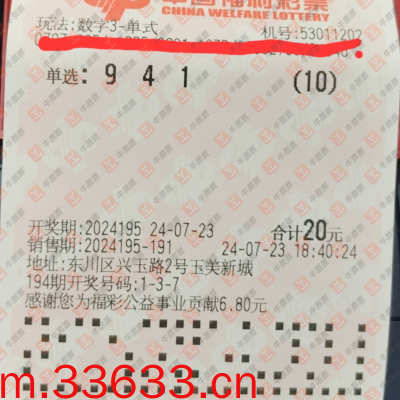 中国福利彩票
CHINA WELFARE LOTTERY
玩法:数字3-单式
机号:53011202
单选: 9 4 1 (10)
开奖期:2024195 24-07-23 合计20元
销售期:2024195-191 24-07-23 18:40:24
地址:东川区兴玉路2号玉美新城
194期开奖号码:1-3-7
感谢您为福彩公益事业贡献6.80元
m.33633.cn